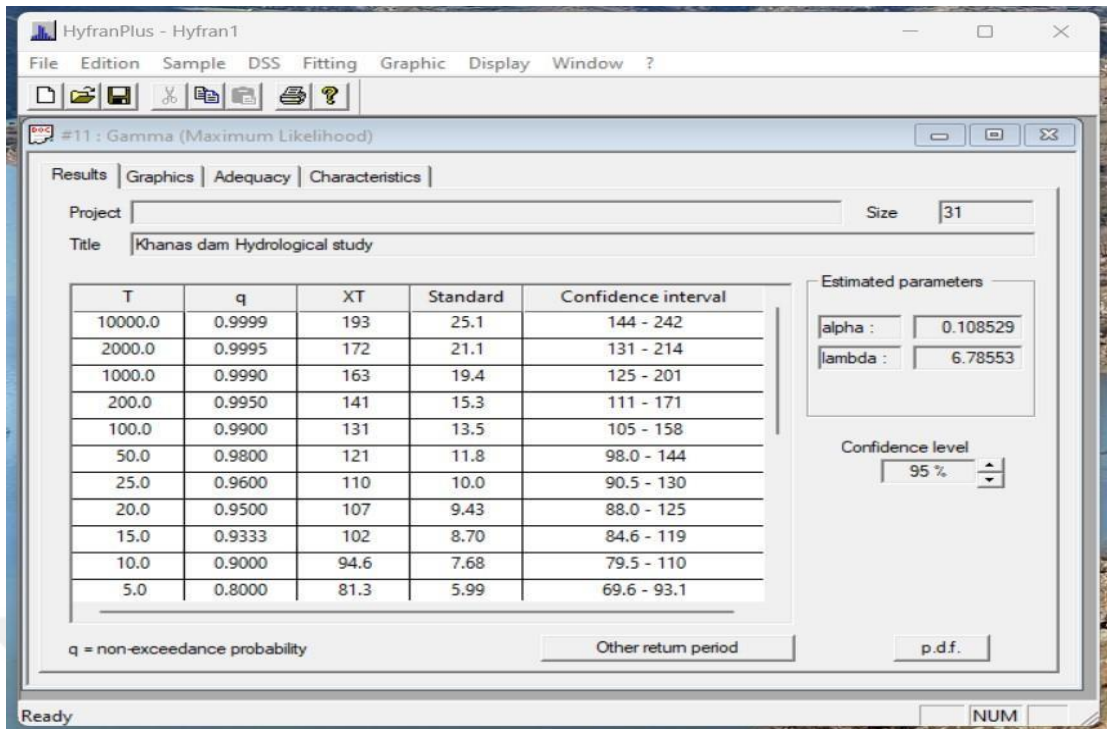 HyfranPlus - Hyfran1
File Edition Sample DSS Fitting Graphic Display Window ?
#11 : Gamma (Maximum Likelihood)
Results Graphics Adequacy Characteristics
Project Size 31
Title Khanas dam Hydrological study
Estimated parameters
T q XT Standard Confidence interval
10000.0 0.9999 193 25.1 144 - 242
alpha : 0.108529
2000.0 0.9995 172 21.1 131 - 214
lambda : 6.78553
1000.0 0.9990 163 19.4 125 - 201
200.0 0.9950 141 15.3 111 - 171
100.0 0.9900 131 13.5 105 - 158
50.0 0.9800 121 11.8 98.0 - 144
Confidence level
95 %
25.0 0.9600 110 10.0 90.5 - 130
20.0 0.9500 107 9.43 88.0 - 125
15.0 0.9333 102 8.70 84.6 - 119
10.0 0.9000 94.6 7.68 79.5 - 110
5.0 0.8000 81.3 5.99 69.6 - 93.1
q = non-exceedance probability Other return period p.d.f.
Ready NUM